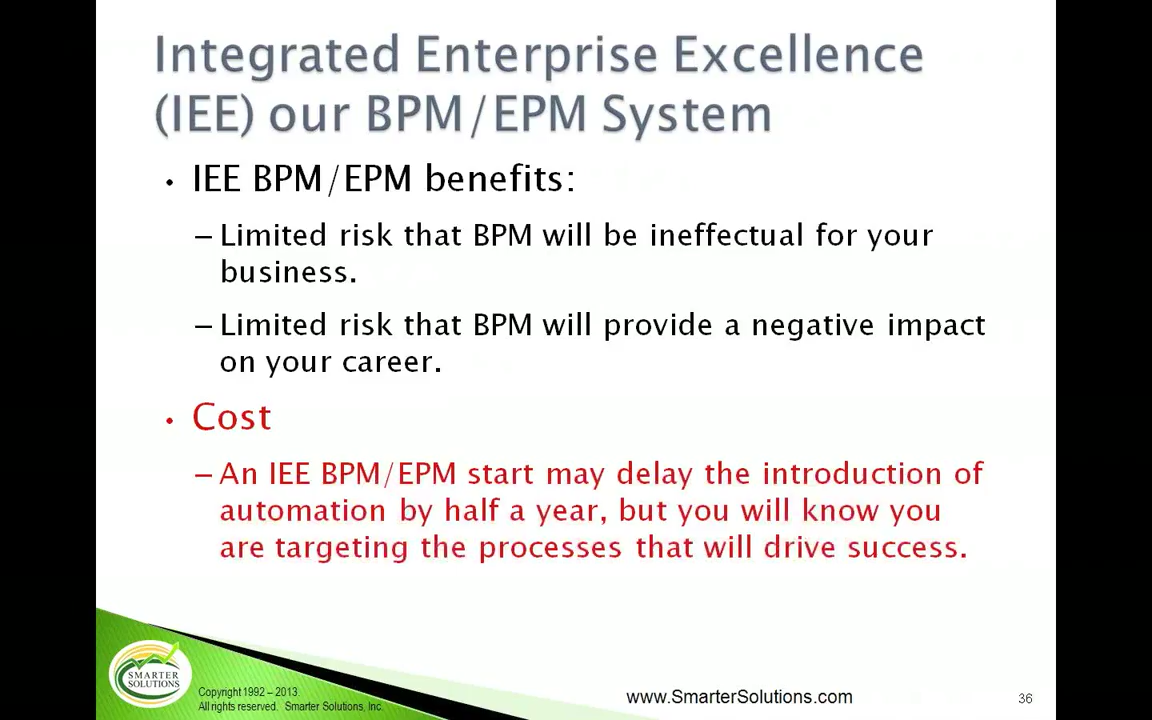 Integrated Enterprise Excellence
(IEE) our BPM/EPM System
• IEE BPM/EPM benefits:
– Limited risk that BPM will be ineffectual for your
business.
– Limited risk that BPM will provide a negative impact
on your career.
• Cost
– An IEE BPM/EPM start may delay the introduction of
automation by half a year, but you will know you
are targeting the processes that will drive success.
SMARTER
SOLUTIONS
Copyright 1992 – 2013
All rights reserved. Smarter Solutions, Inc.
www.SmarterSolutions.com
36